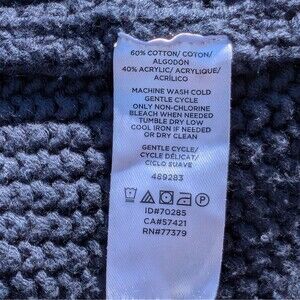 60% COTTON/ COTON/
ALGODÓN
40% ACRYLIC/ ACRYLIQUE/
ACRÍLICO
MACHINE WASH COLD
GENTLE CYCLE
ONLY NON-CHLORINE
BLEACH WHEN NEEDED
TUMBLE DRY LOW
COOL IRON IF NEEDED
OR DRY CLEAN
GENTLE CYCLE/
CYCLE DÉLICAT/
CICLO SUAVE
489283
ID#70285
CA#57421
RN#77379